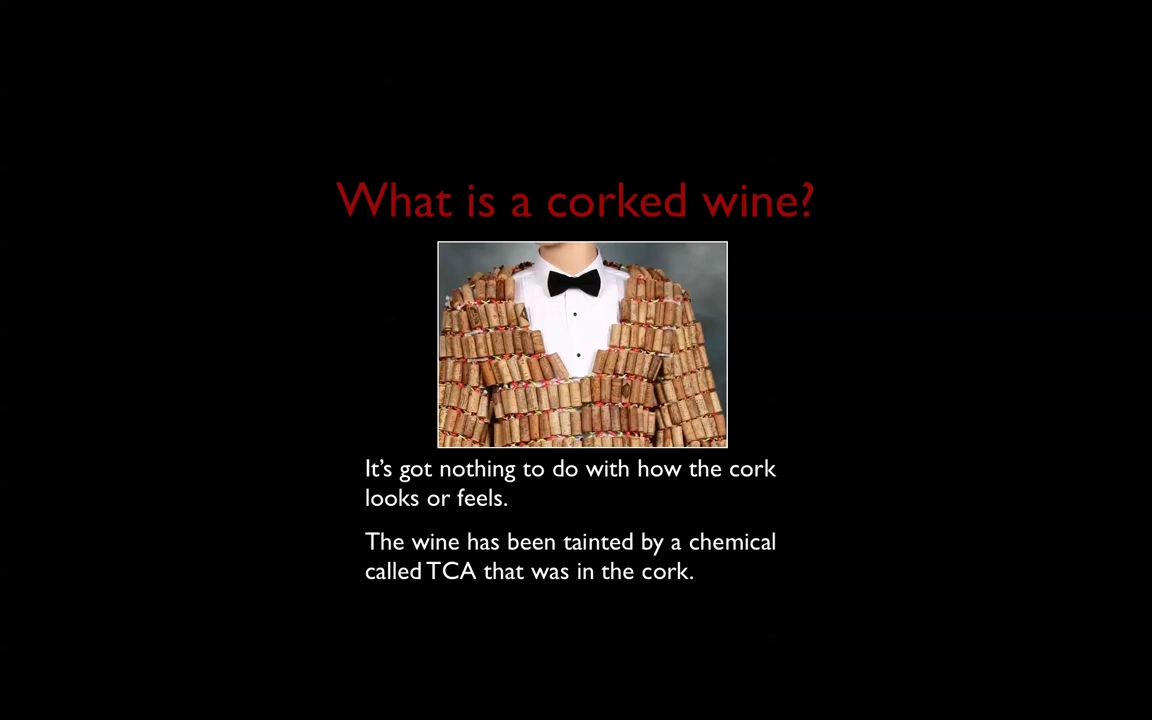 What is a corked wine?
It's got nothing to do with how the cork
looks or feels.
The wine has been tainted by a chemical
called TCA that was in the cork.